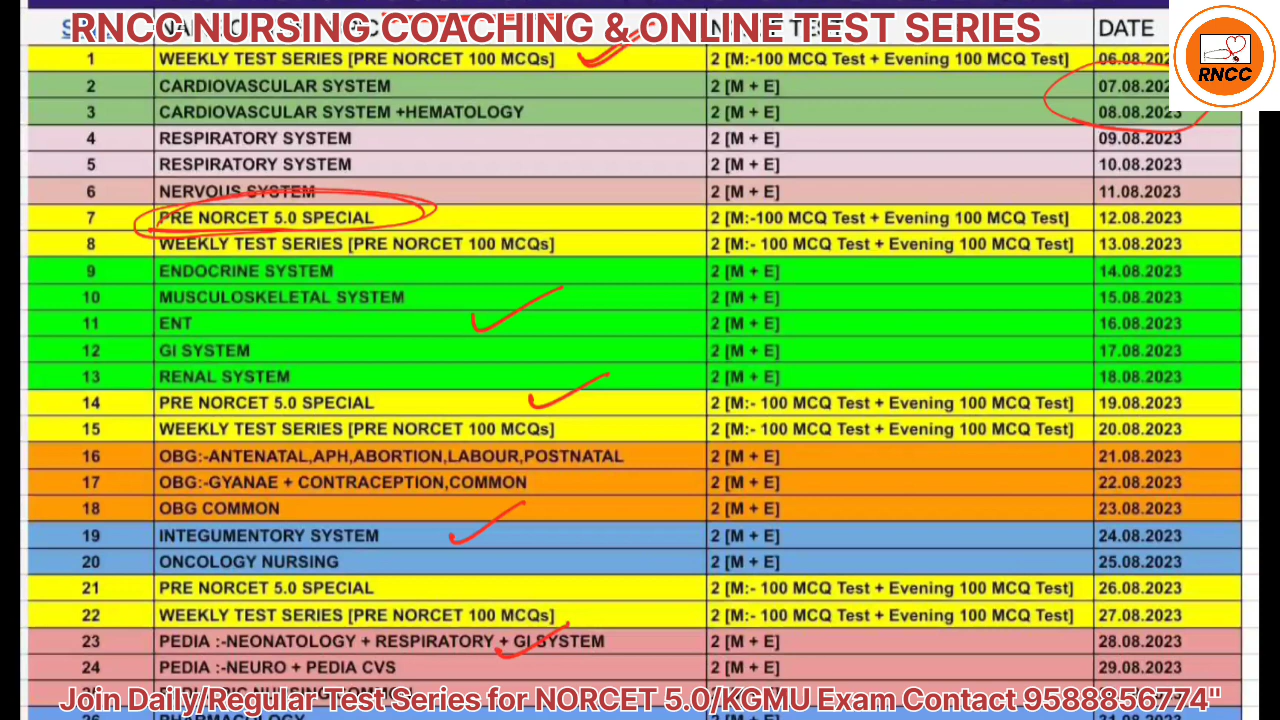 RNCC NURSING COACHING & ONLINE TEST SERIES
DATE
RNCC
1 WEEKLY TEST SERIES [PRE NORCET 100 MCQs] 2 [M:-100 MCQ Test + Evening 100 MCQ Test] 06.08.202
2 CARDIOVASCULAR SYSTEM 2 [M + E] 07.08.202
3 CARDIOVASCULAR SYSTEM +HEMATOLOGY 2 [M + E] 08.08.2023
4 RESPIRATORY SYSTEM 2 [M + E] 09.08.2023
5 RESPIRATORY SYSTEM 2 [M + E] 10.08.2023
6 NERVOUS SYSTEM 2 [M + E] 11.08.2023
7 PRE NORCET 5.0 SPECIAL 2 [M:-100 MCQ Test + Evening 100 MCQ Test] 12.08.2023
8 WEEKLY TEST SERIES [PRE NORCET 100 MCQs] 2 [M:- 100 MCQ Test + Evening 100 MCQ Test] 13.08.2023
9 ENDOCRINE SYSTEM 2 [M + E] 14.08.2023
10 MUSCULOSKELETAL SYSTEM 2 [M + E] 15.08.2023
11 ENT 2 [M + E] 16.08.2023
12 GI SYSTEM 2 [M + E] 17.08.2023
13 RENAL SYSTEM 2 [M + E] 18.08.2023
14 PRE NORCET 5.0 SPECIAL 2 [M:- 100 MCQ Test + Evening 100 MCQ Test] 19.08.2023
15 WEEKLY TEST SERIES [PRE NORCET 100 MCQs] 2 [M:- 100 MCQ Test + Evening 100 MCQ Test] 20.08.2023
16 OBG:-ANTENATAL,APH,ABORTION,LABOUR,POSTNATAL 2 [M + E] 21.08.2023
17 OBG:-GYANAE + CONTRACEPTION,COMMON 2 [M + E] 22.08.2023
18 OBG COMMON 2 [M + E] 23.08.2023
19 INTEGUMENTORY SYSTEM 2 [M + E] 24.08.2023
20 ONCOLOGY NURSING 2 [M + E] 25.08.2023
21 PRE NORCET 5.0 SPECIAL 2 [M:- 100 MCQ Test + Evening 100 MCQ Test] 26.08.2023
22 WEEKLY TEST SERIES [PRE NORCET 100 MCQs] 2 [M:- 100 MCQ Test + Evening 100 MCQ Test] 27.08.2023
23 PEDIA :-NEONATOLOGY + RESPIRATORY + GI SYSTEM 2 [M + E] 28.08.2023
24 PEDIA :-NEURO + PEDIA CVS 2 [M + E] 29.08.2023
Join Daily/Regular Test Series for NORCET 5.0/KGMU Exam Contact 9588856774"